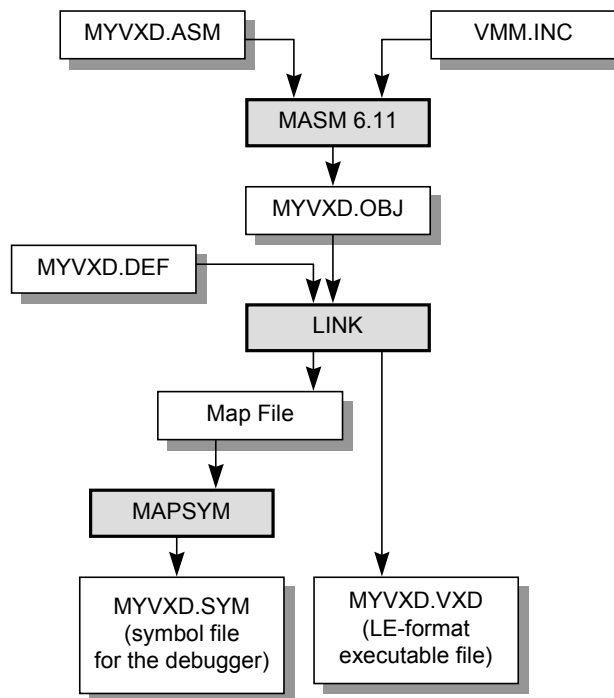 MYVXD.ASM
VMM.INC
MASM 6.11
MYVXD.OBJ
MYVXD.DEF
LINK
Map File
MAPSYM
MYVXD.SYM
(symbol file
for the debugger)
MYVXD.VXD
(LE-format
executable file)